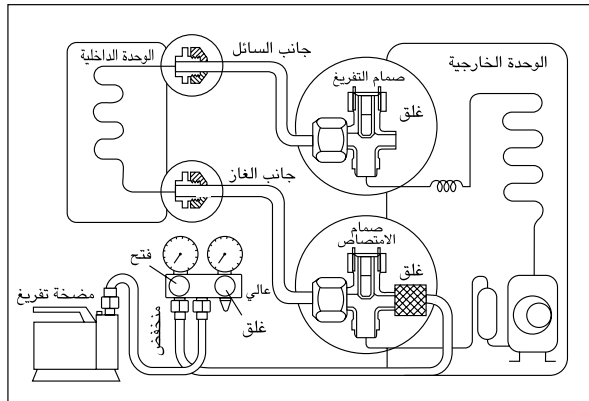 الوحدة الداخلية
جانب السائل
صمام التفريغ
غلق
الوحدة الخارجية
جانب الغاز
صمام
الامتصاص
غلق
فتح
عالي
غلق
منخفض
مضخة تفريغ